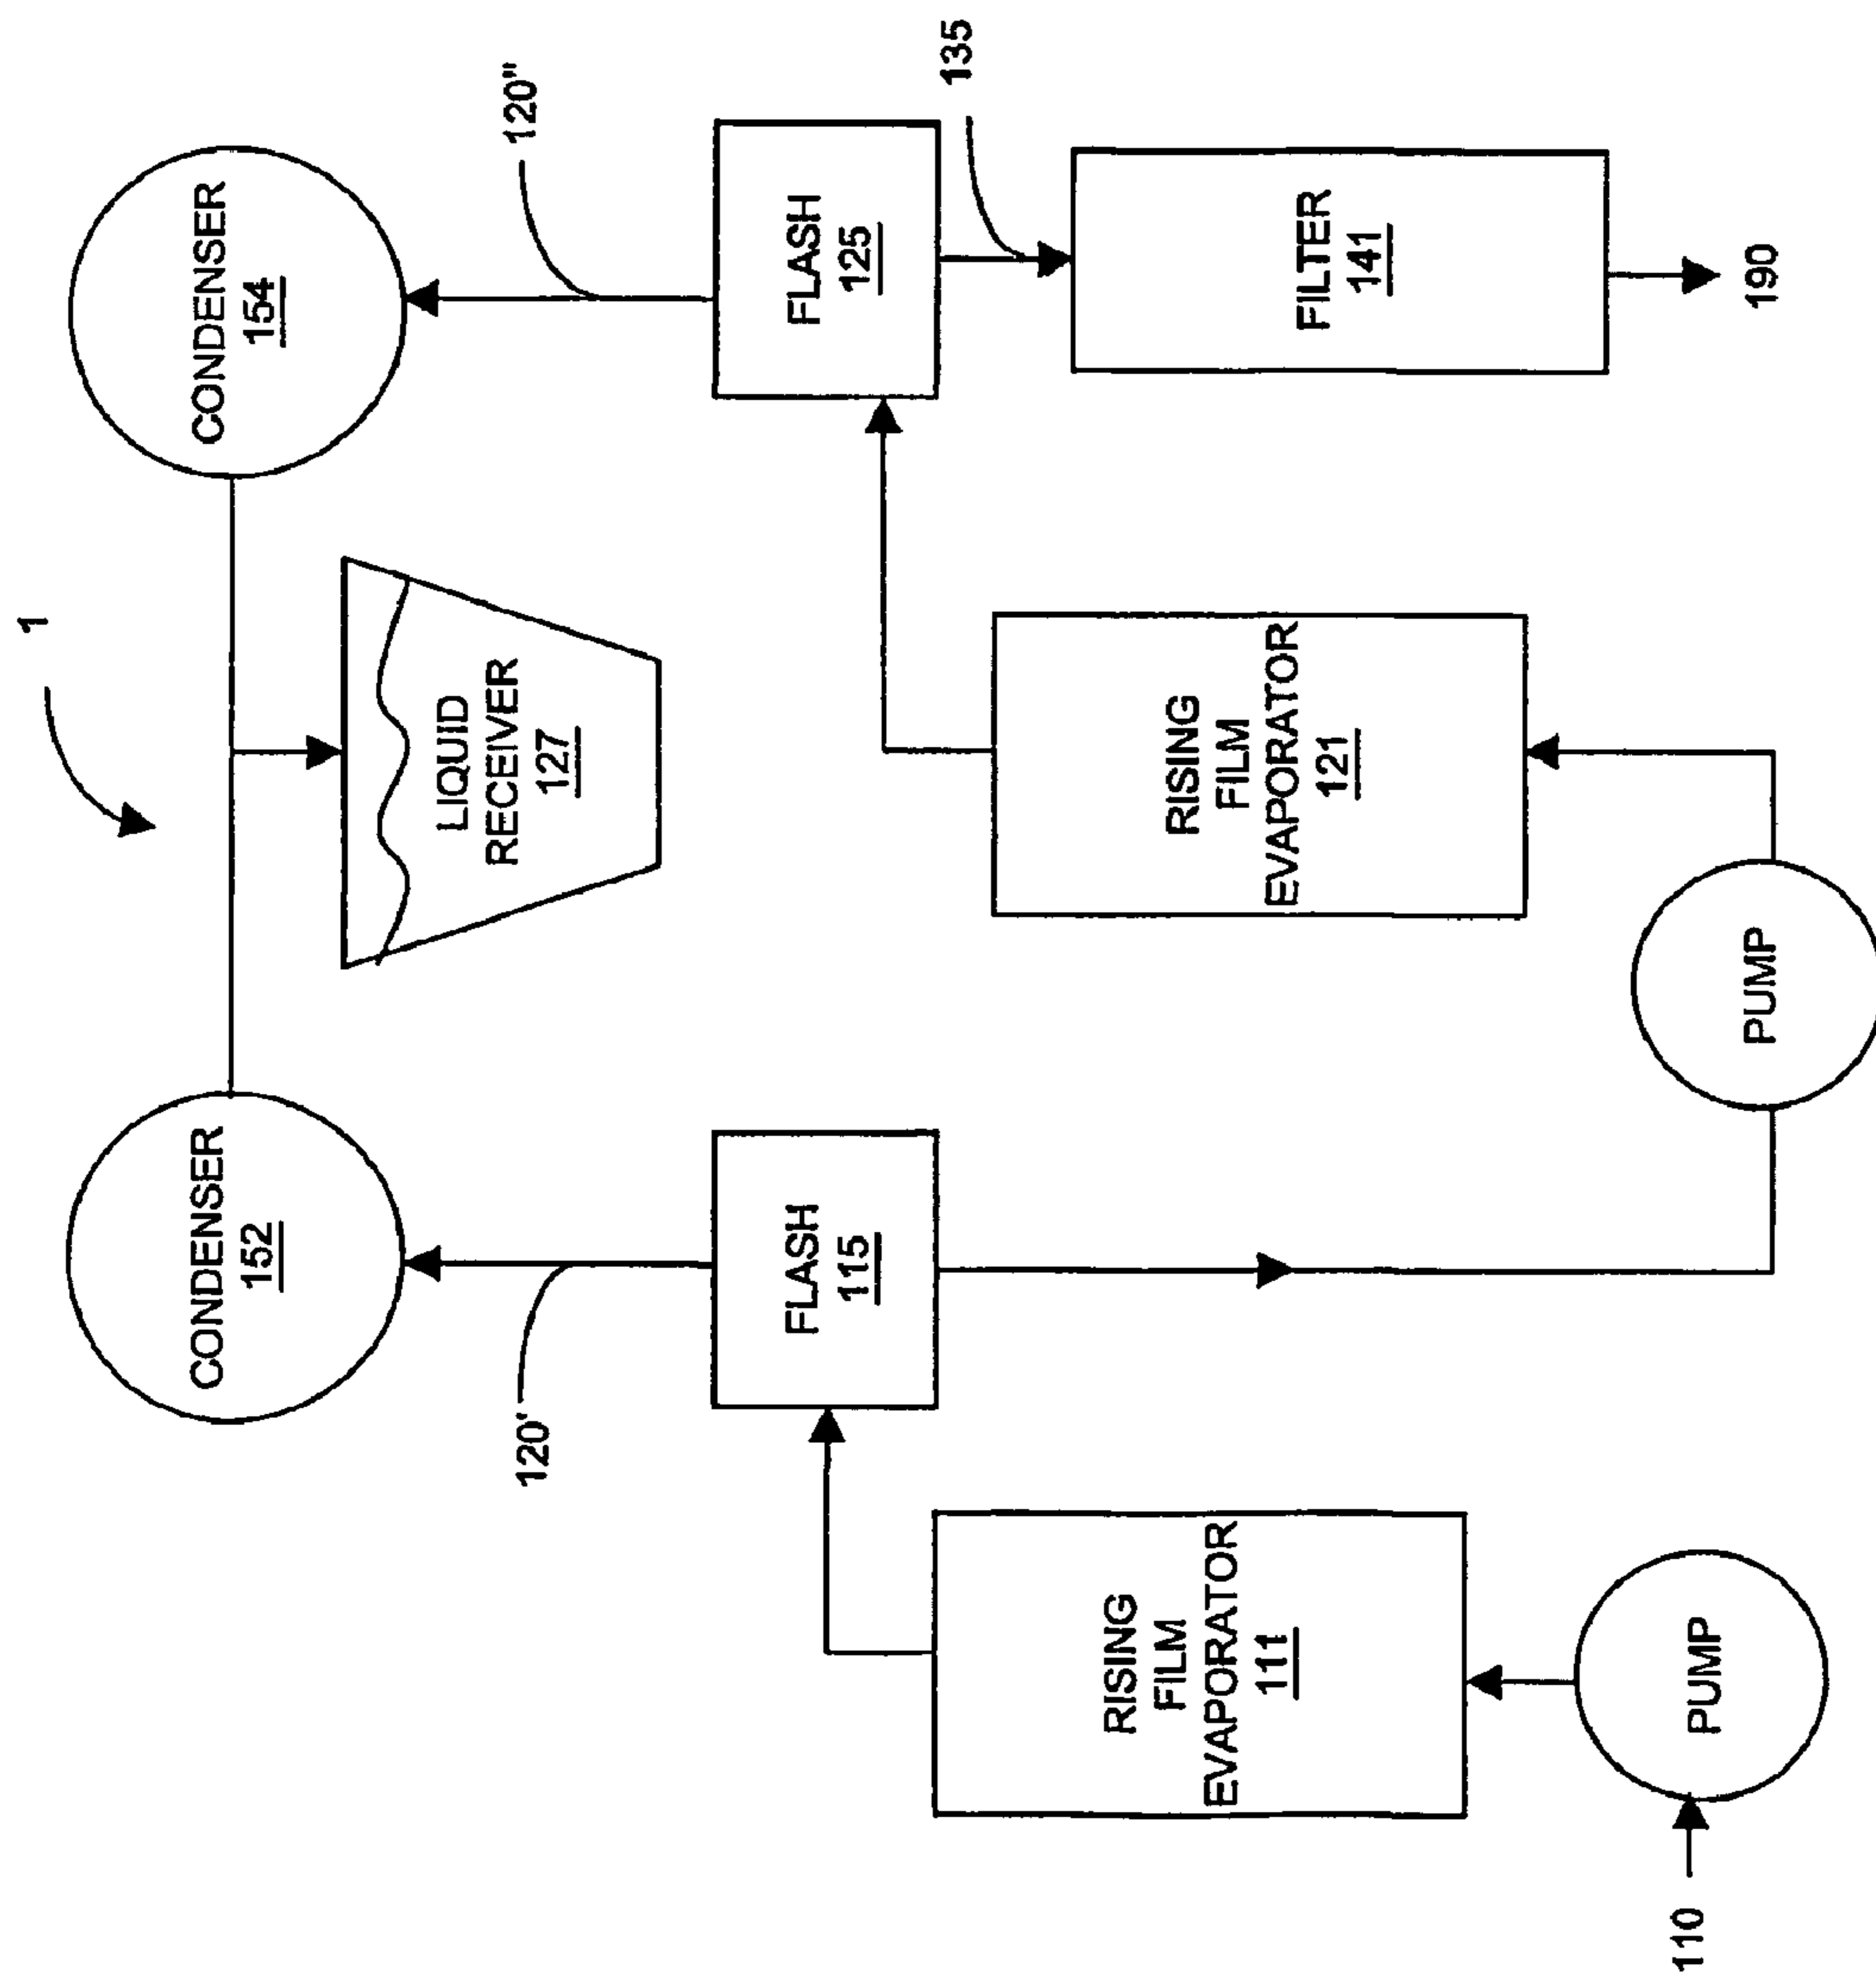 1
CONDENSER
152
CONDENSER
154
120'
120"
LIQUID
RECEIVER
127
FLASH
115
FLASH
125
135
RISING
FILM
EVAPORATOR
111
RISING
FILM
EVAPORATOR
121
FILTER
141
110
PUMP
PUMP
190